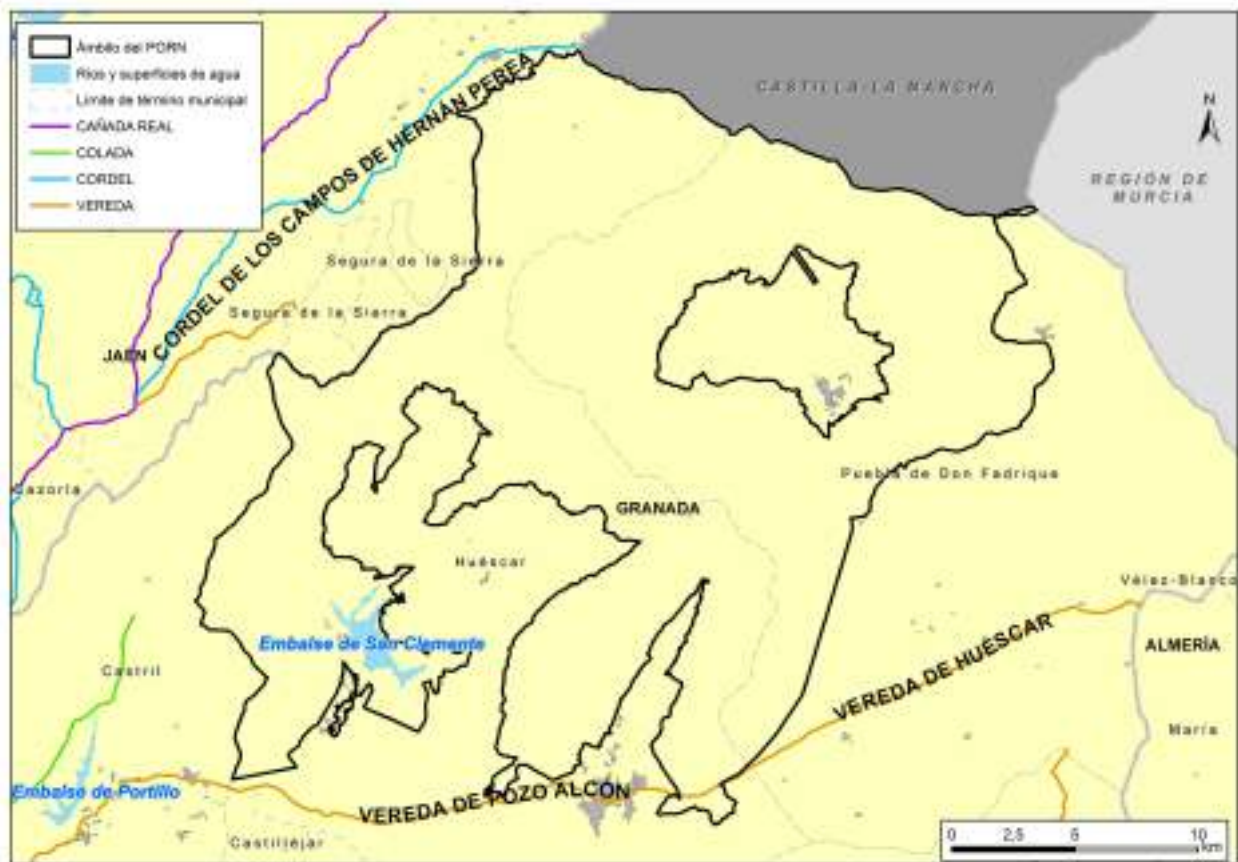 Ámbito del PORN
Ríos y superficies de agua
Límite de término municipal
CAÑADA REAL
COLADA
CORDEL
VEREDA
CASTILLA-LA MANCHA
N
REGIÓN DE
MURCIA
CORDEL DE LOS CAMPOS DE HERNÁN PEREA
Segura de la Sierra
Segura de la Sierra
JAÉN
Cazorla
Puebla de Don Fadrique
GRANADA
Huéscar
Vélez-Blanco
Embalse de San Clemente
ALMERÍA
VEREDA DE HUÉSCAR
Castril
María
Embalse de Portillo
VEREDA DE POZO ALCÓN
Castilléjar
0 2,5 5 10
km